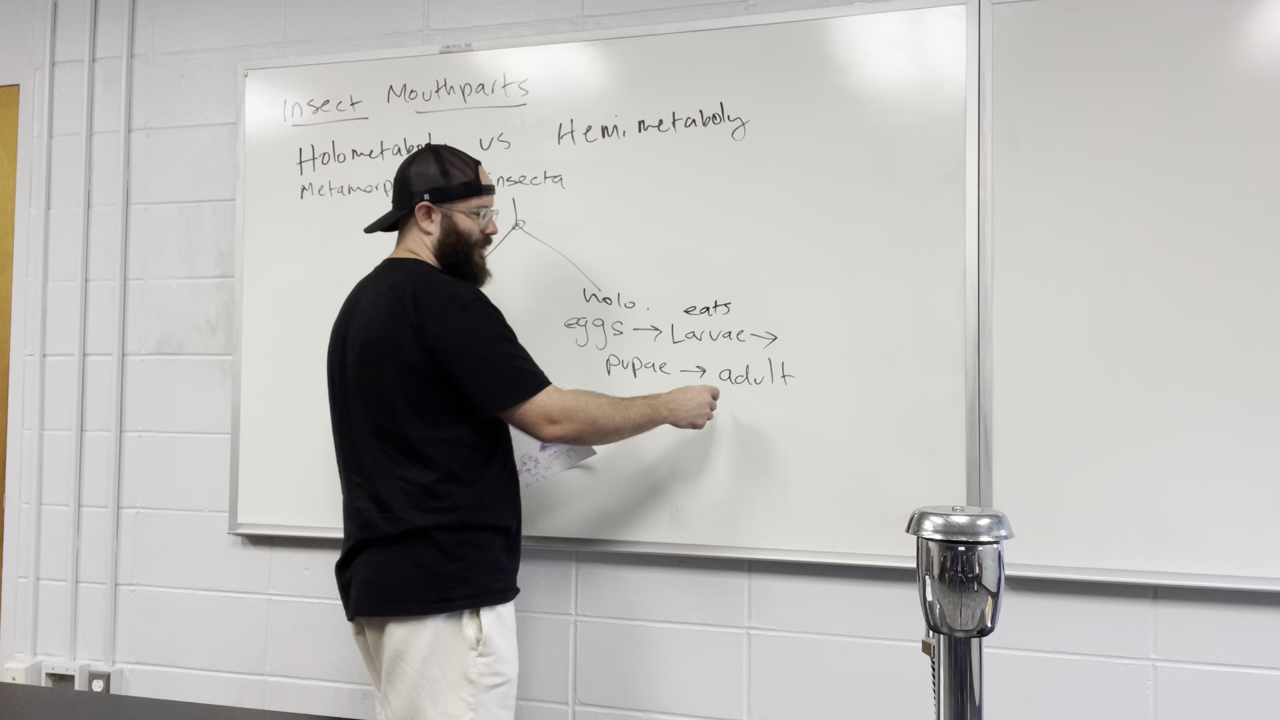 Insect Mouthparts
Holometabol vs Hemimetaboly
Metamorp insecta
holo.
eats
eggs → Larvae →
pupae → adult